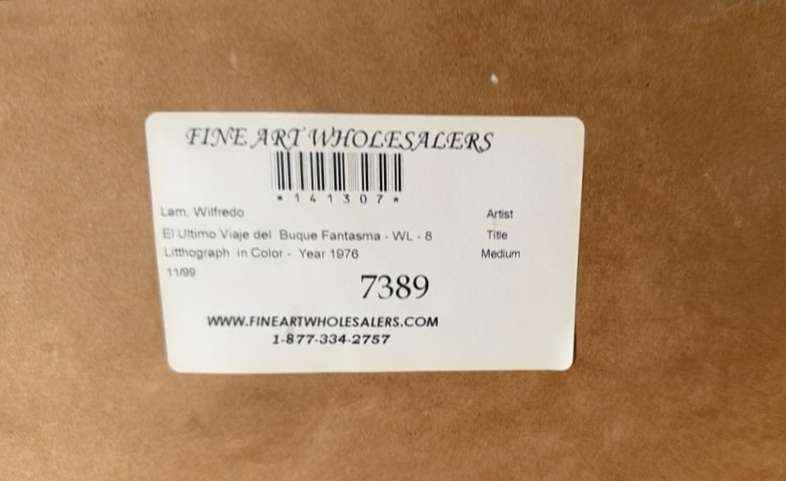 FINE ART WHOLESALERS
*141307*
Lam, Wilfredo Artist
El Ultimo Viaje del Buque Fantasma - WL - 8 Title
Litthograph in Color - Year 1976 Medium
11/99
7389
WWW.FINEARTWHOLESALERS.COM
1-877-334-2757